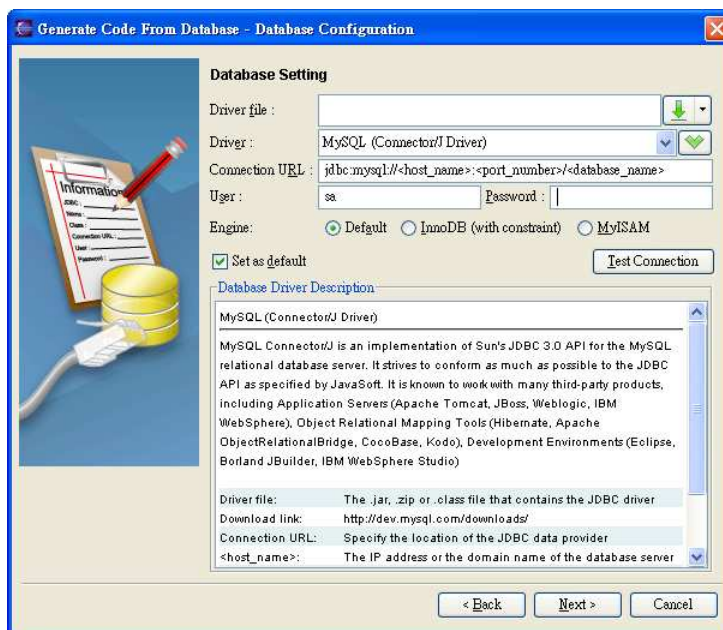 Generate Code From Database - Database Configuration
Information
JDBC :
Name :
Class :
Connection URL :
User :
Password :
Database Setting
Driver file :
Driver : MySQL (Connector/J Driver)
Connection URL : jdbc:mysql://<host_name>:<port_number>/<database_name>
User : sa Password :
Engine: Default InnoDB (with constraint) MyISAM
Set as default Test Connection
Database Driver Description
MySQL (Connector/J Driver)
MySQL Connector/J is an implementation of Sun's JDBC 3.0 API for the MySQL
relational database server. It strives to conform as much as possible to the JDBC
API as specified by JavaSoft. It is known to work with many third-party products,
including Application Servers (Apache Tomcat, JBoss, Weblogic, IBM
WebSphere), Object Relational Mapping Tools (Hibernate, Apache
ObjectRelationalBridge, CocoBase, Kodo), Development Environments (Eclipse,
Borland JBuilder, IBM WebSphere Studio)
Driver file: The .jar, .zip or .class file that contains the JDBC driver
Download link: http://dev.mysql.com/downloads/
Connection URL: Specify the location of the JDBC data provider
<host_name>: The IP address or the domain name of the database server
< Back Next > Cancel